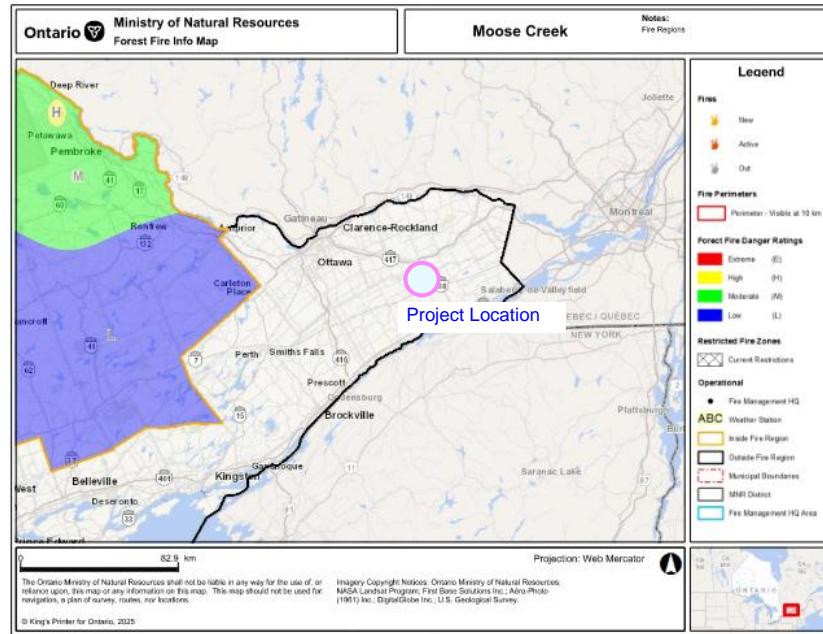 Ontario
Ministry of Natural Resources
Forest Fire Info Map
Moose Creek
Notes:
Fire Regions
Deep River
H
Petawawa
Pembroke
M
41
17
60
148
Renfrew
132
Arnprior
Gatineau
148
Clarence-Rockland
Joliette
Montreal
Ottawa
417
Carleton
Place
Salaberry-de-Valleyfield
Project Location
QUEBEC / QUÉBEC
NEW YORK
ancroft
L
41
62
7
Perth
Smiths Falls
416
Prescott
Ogdensburg
Brockville
15
37
Belleville
401
Kingston
Gananoque
11
Plattsburgh
2
Burl
Saranac Lake
87
81
West
Deseronto
33
Prince Edward
Legend
Fires
New
Active
Out
Fire Perimeters
Perimeter - Visible at 10 km
Forest Fire Danger Ratings
Extreme (E)
High (H)
Moderate (M)
Low (L)
Restricted Fire Zones
Current Restrictions
Operational
Fire Management HQ
ABC Weather Station
Inside Fire Region
Outside Fire Region
Municipal Boundaries
MNR District
Fire Management HQ Area
0 82.9 km
Projection: Web Mercator
The Ontario Ministry of Natural Resources shall not be liable in any way for the use of, or
reliance upon, this map or any information on this map. This map should not be used for:
navigation, a plan of survey, routes, nor locations.
Imagery Copyright Notices: Ontario Ministry of Natural Resources;
NASA Landsat Program; First Base Solutions Inc.; Aéro-Photo
(1961) Inc.; DigitalGlobe Inc.; U.S. Geological Survey.
© King's Printer for Ontario, 2025
ONTARIO